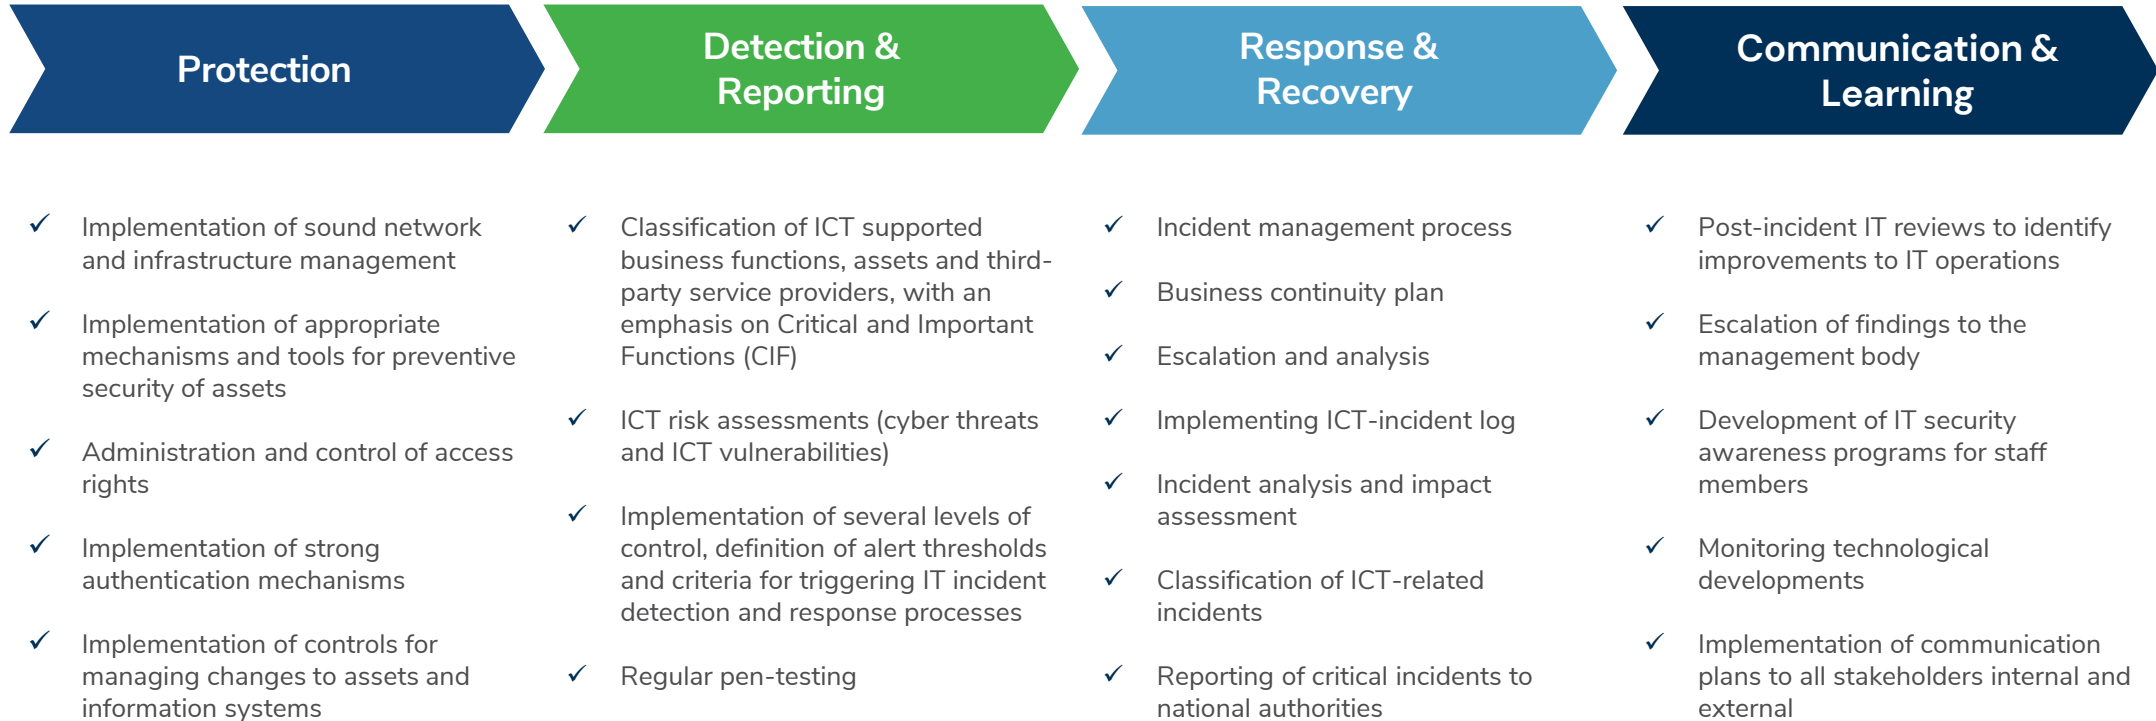 Protection
Detection &
Reporting
Response &
Recovery
Communication &
Learning
Implementation of sound network
and infrastructure management
Implementation of appropriate
mechanisms and tools for preventive
security of assets
Administration and control of access
rights
Implementation of strong
authentication mechanisms
Implementation of controls for
managing changes to assets and
information systems
Classification of ICT supported
business functions, assets and third-
party service providers, with an
emphasis on Critical and Important
Functions (CIF)
ICT risk assessments (cyber threats
and ICT vulnerabilities)
Implementation of several levels of
control, definition of alert thresholds
and criteria for triggering IT incident
detection and response processes
Regular pen-testing
Incident management process
Business continuity plan
Escalation and analysis
Implementing ICT-incident log
Incident analysis and impact
assessment
Classification of ICT-related
incidents
Reporting of critical incidents to
national authorities
Post-incident IT reviews to identify
improvements to IT operations
Escalation of findings to the
management body
Development of IT security
awareness programs for staff
members
Monitoring technological
developments
Implementation of communication
plans to all stakeholders internal and
external